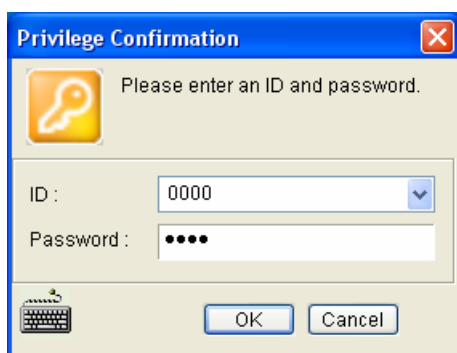 Privilege Confirmation
Please enter an ID and password.
ID : 0000
Password : ••••
OK Cancel